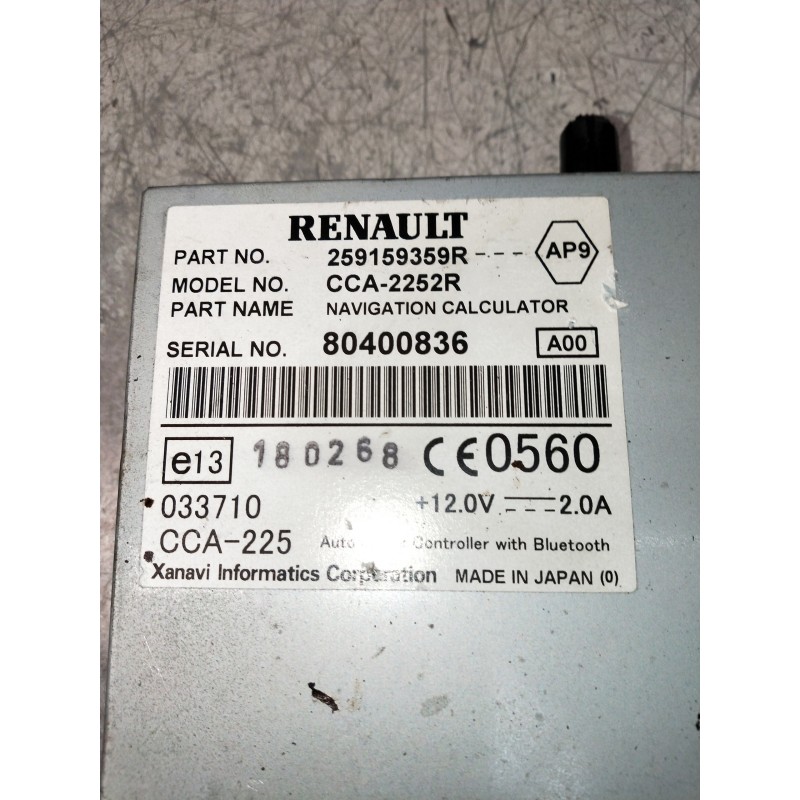 RENAULT
PART NO. 259159359R--- AP9
MODEL NO. CCA-2252R
PART NAME NAVIGATION CALCULATOR
SERIAL NO. 80400836 A00
e13 180268 CE0560
033710 +12.0V 2.0A
CCA-225 Controller with Bluetooth
Xanavi Informatics Corporation MADE IN JAPAN (0)